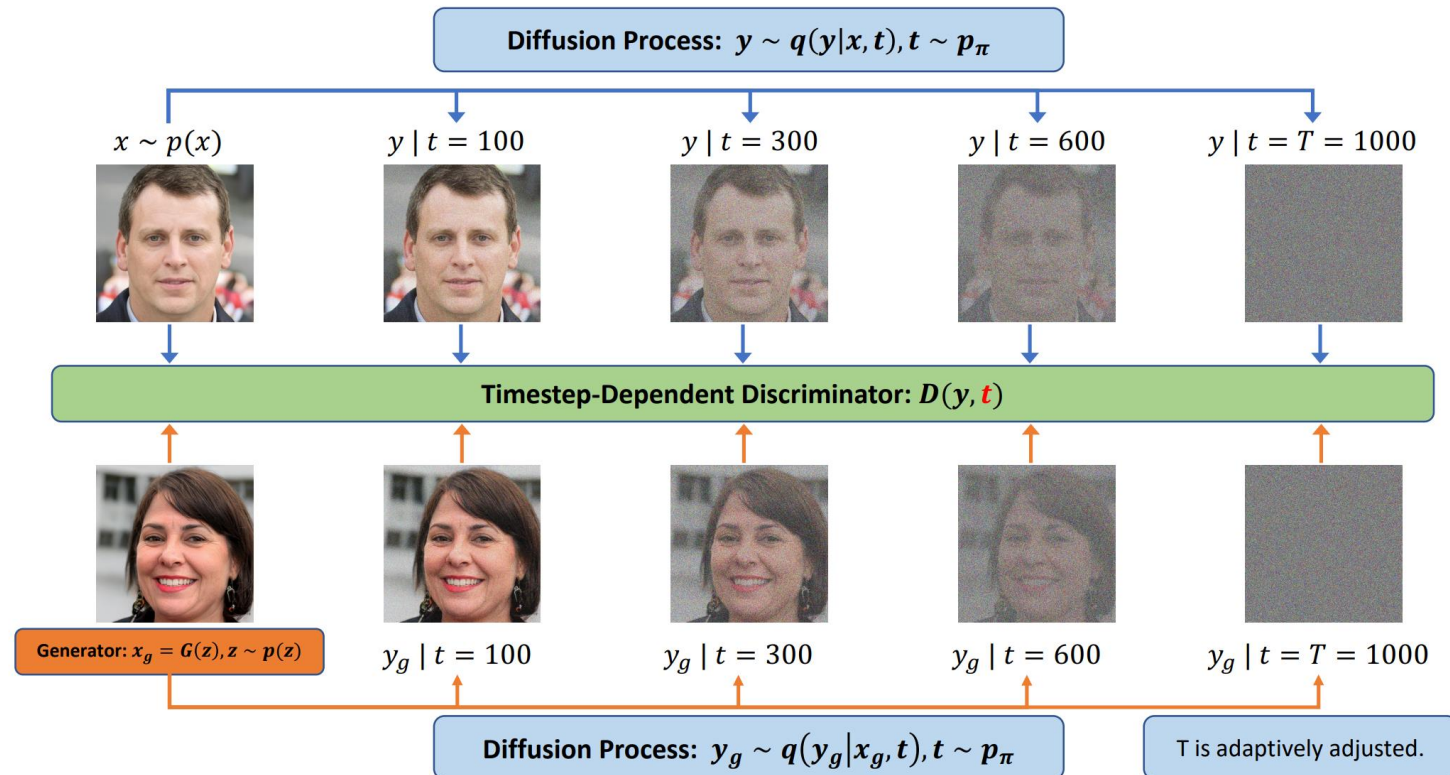 Diffusion Process: y ~ q(y|x, t), t ~ p_π
x ~ p(x)
y | t = 100
y | t = 300
y | t = 600
y | t = T = 1000
Timestep-Dependent Discriminator: D(y, t)
Generator: x_g = G(z), z ~ p(z)
y_g | t = 100
y_g | t = 300
y_g | t = 600
y_g | t = T = 1000
Diffusion Process: y_g ~ q(y_g|x_g, t), t ~ p_π
T is adaptively adjusted.